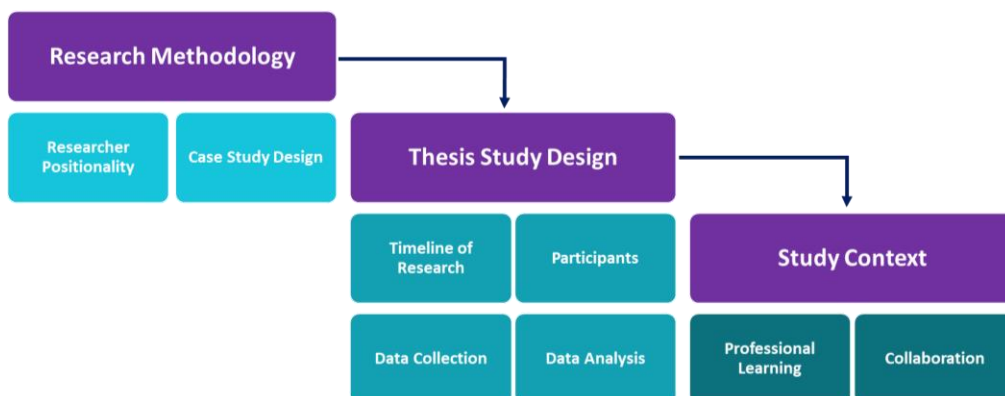 Research Methodology
Researcher
Positionality
Case Study Design
Thesis Study Design
Timeline of
Research
Participants
Data Collection
Data Analysis
Study Context
Professional
Learning
Collaboration